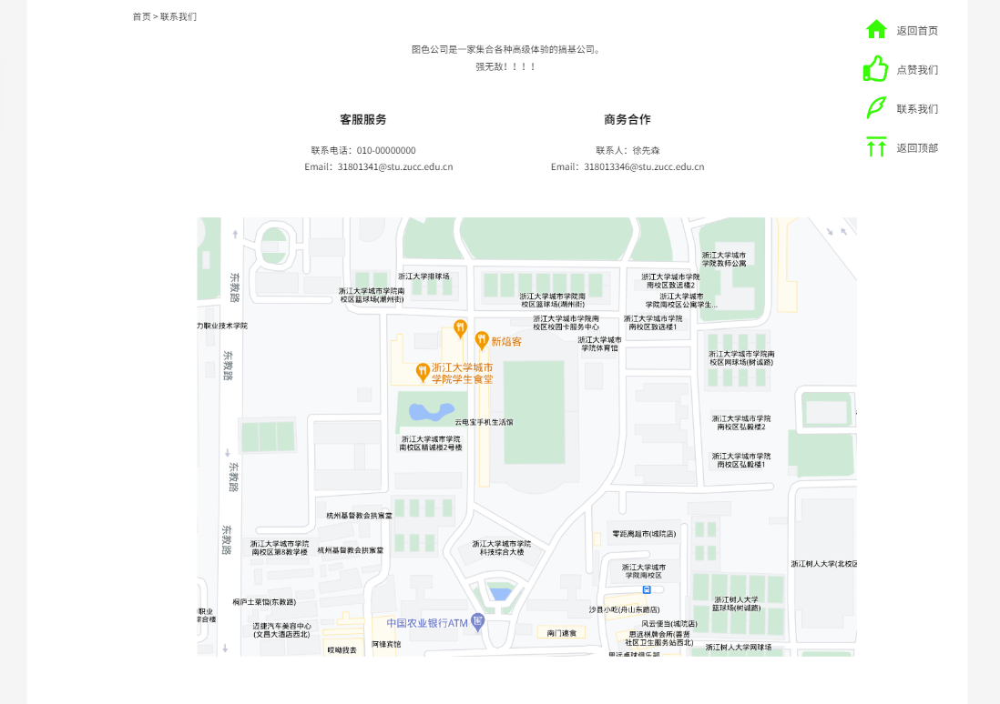 首页 > 联系我们
返回首页
点赞我们
联系我们
返回顶部
图色公司是一家集合各种高级体验的搞基公司。
强无敌！！！！
客服服务
联系电话：010-00000000
Email：31801341@stu.zucc.edu.cn
商务合作
联系人：徐先森
Email：318013346@stu.zucc.edu.cn
东教路
浙江大学城市
学院教师公寓
浙江大学排球场
浙江大学城市学院
南校区致远楼2
浙江大学城市学院南
校区篮球场(潮州街)
浙江大学城市学院南
校区篮球场(湖州街)
浙江大学城市
学院南校区公寓学生...
力职业技术学院
浙江大学城市学院南
校区校园卡服务中心
浙江大学城市学院
南校区致远楼1
新焙客
浙江大学城市
学院体育馆
东教路
浙江大学城市学院南
校区网球场(树诚路)
浙江大学城市
学院学生食堂
云电宝手机生活馆
浙江大学城市学院
南校区弘毅楼2
浙江大学城市学院
南校区精诚楼2号楼
浙江大学城市学院
南校区弘毅楼1
东教路
杭州基督教会拱宸堂
零距离超市(城院店)
东教路
浙江大学城市学院
南校区第8教学楼
杭州基督教会拱宸堂
浙江大学城市学院
科技综合大楼
浙江大学城市
学院南校区
浙江树人大学(北校区
桐庐土菜馆(东教路)
沙县小吃(舟山东路店)
浙江树人大学
篮球场(树诚路)
职业
综合楼
中国农业银行ATM
风云便当(城院店)
迈捷汽车美容中心
(文昌大酒店西北)
南门速食
思远棋牌会所(善贤
社区卫生服务站西北)
哎呦我去
阿锋宾馆
浙江树人大学网球场
思远桌球俱乐部